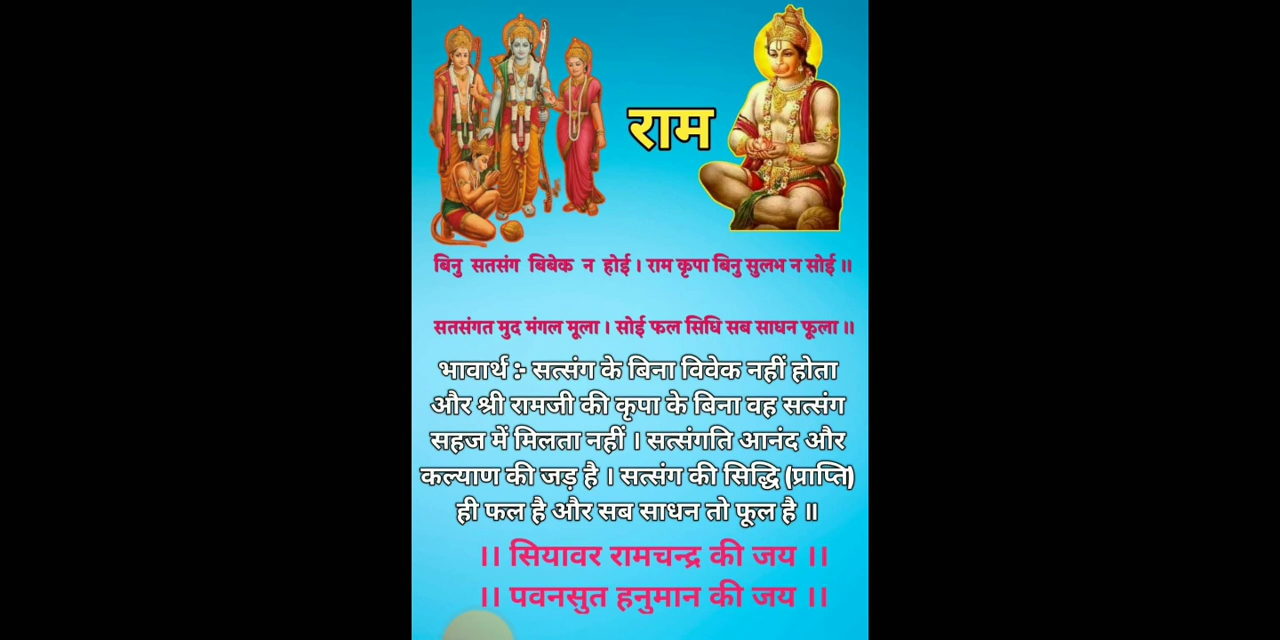 राम
बिनु सतसंग बिबेक न होई। राम कृपा बिनु सुलभ न सोई॥
सतसंगत मुद मंगल मूला। सोई फल सिधि सब साधन फूला॥
भावार्थ :- सत्संग के बिना विवेक नहीं होता
और श्री रामजी की कृपा के बिना वह सत्संग
सहज में मिलता नहीं। सत्संगति आनंद और
कल्याण की जड़ है। सत्संग की सिद्धि (प्राप्ति)
ही फल है और सब साधन तो फूल है॥
।। सियावर रामचन्द्र की जय ।।
।। पवनसुत हनुमान की जय ।।